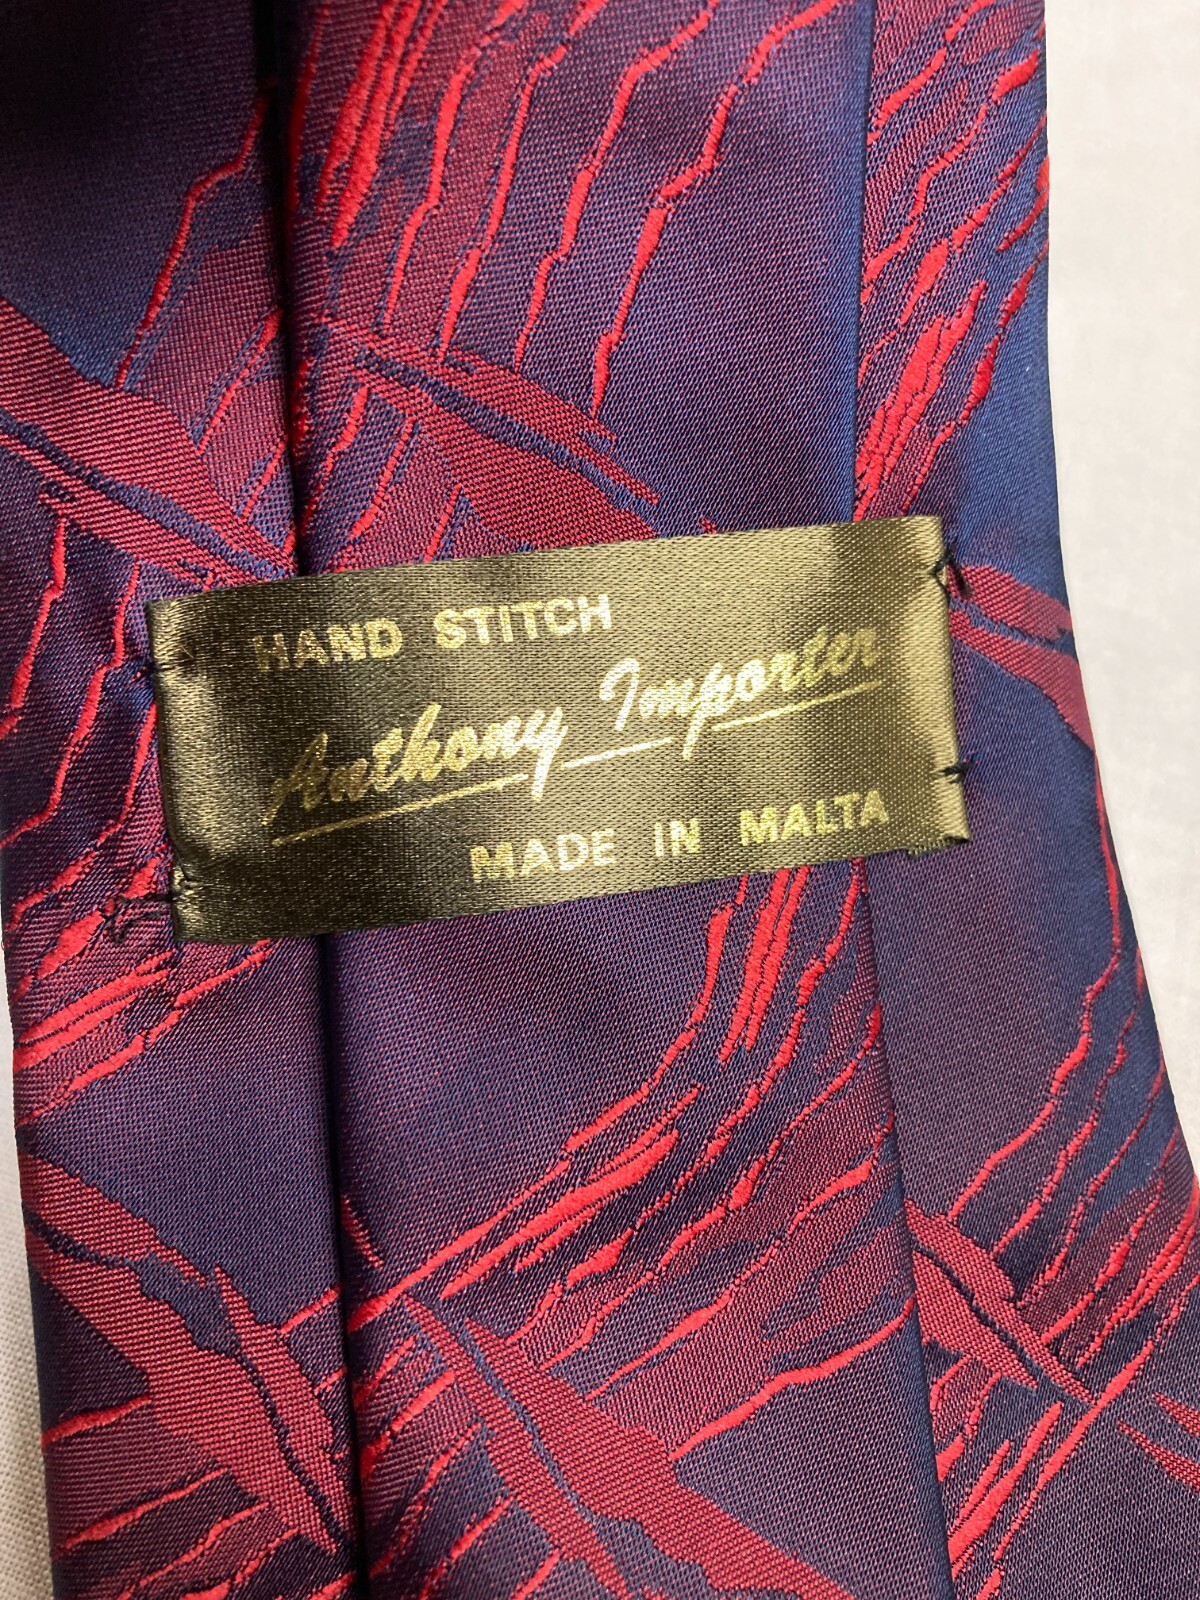 HAND STITCH
Anthony Importer
MADE IN MALTA